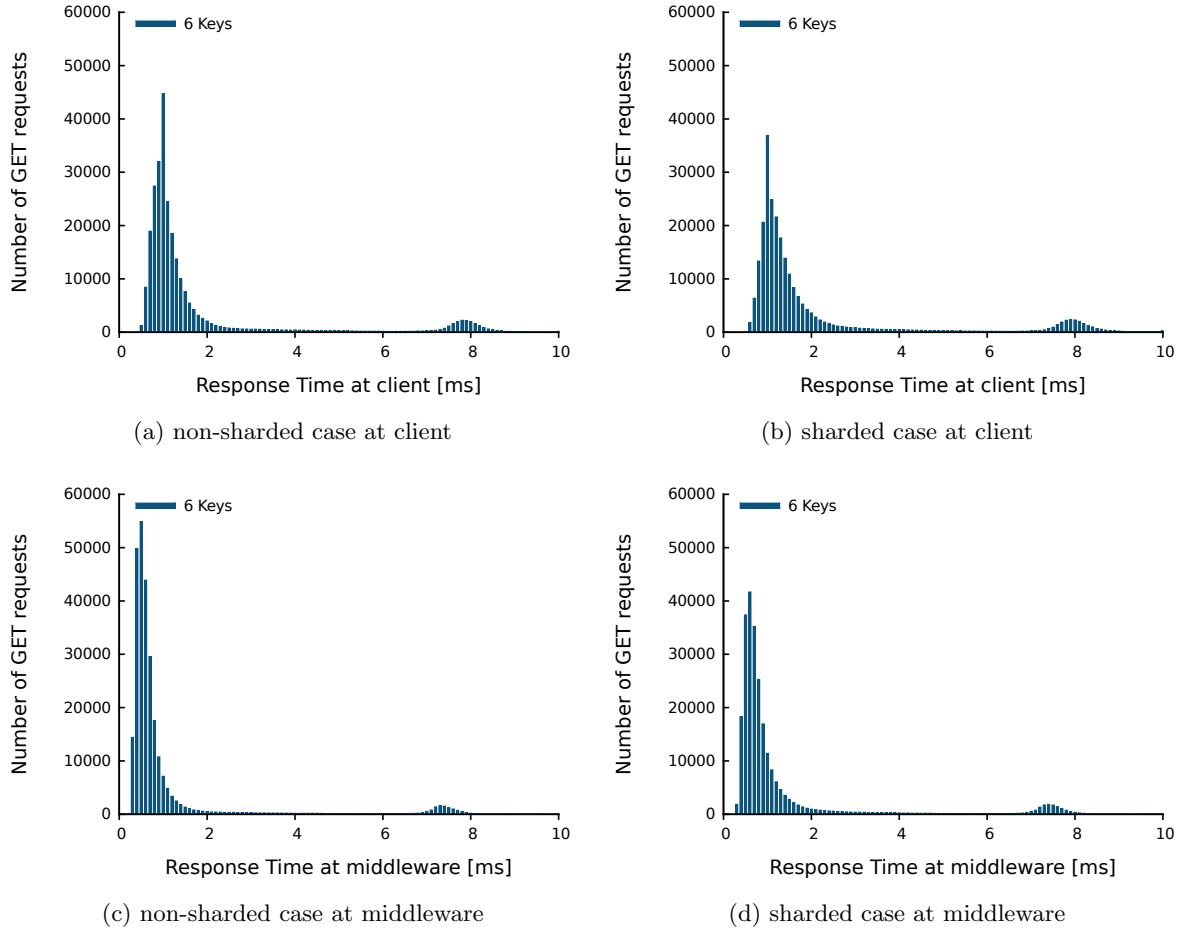 60000
50000
40000
30000
20000
10000
0
Number of GET requests
6 Keys
0 2 4 6 8 10
Response Time at client [ms]
(a) non-sharded case at client
60000
50000
40000
30000
20000
10000
0
Number of GET requests
6 Keys
0 2 4 6 8 10
Response Time at client [ms]
(b) sharded case at client
60000
50000
40000
30000
20000
10000
0
Number of GET requests
6 Keys
0 2 4 6 8 10
Response Time at middleware [ms]
(c) non-sharded case at middleware
60000
50000
40000
30000
20000
10000
0
Number of GET requests
6 Keys
0 2 4 6 8 10
Response Time at middleware [ms]
(d) sharded case at middleware